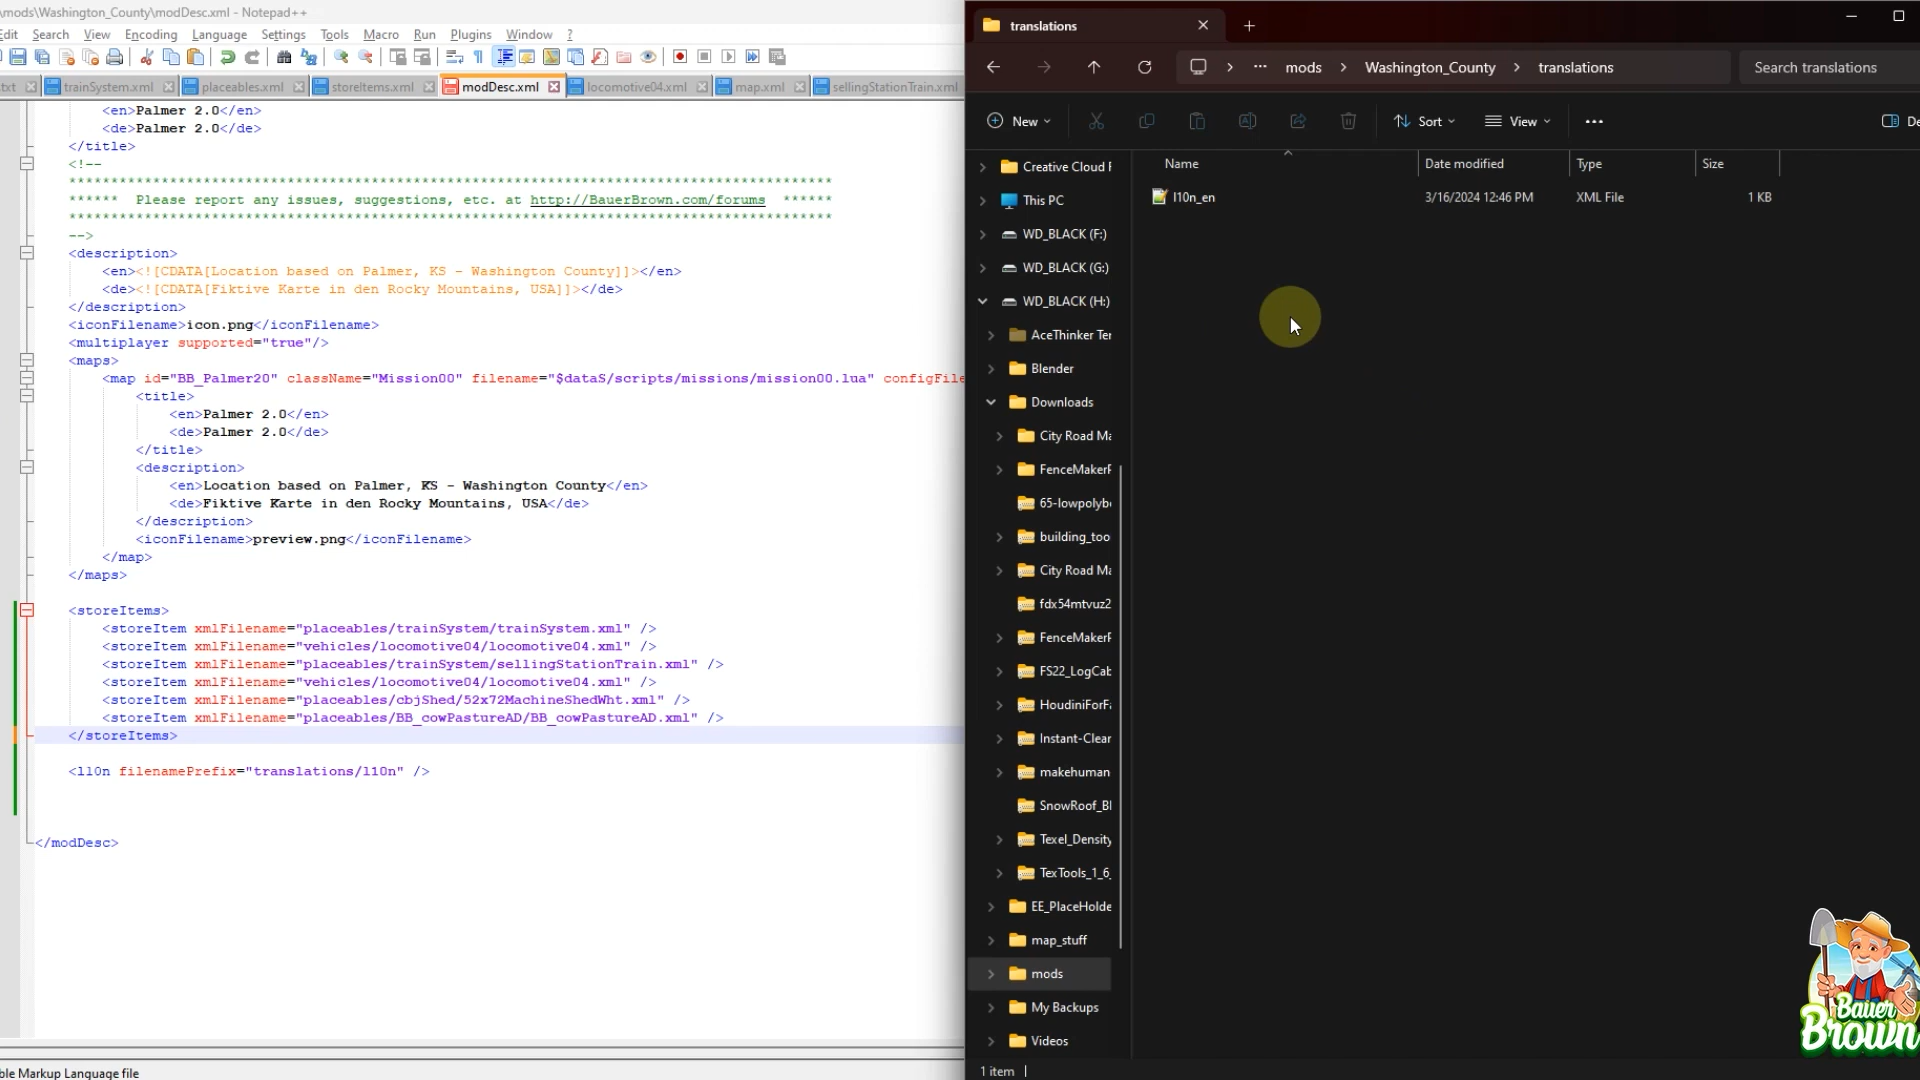 \mods\Washington_County\modDesc.xml - Notepad++
Edit Search View Encoding Language Settings Tools Macro Run Plugins Window ?
txt trainSystem.xml placeables.xml storeItems.xml modDesc.xml locomotive04.xml map.xml sellingStationTrain.xml
<en>Palmer 2.0</en>
<de>Palmer 2.0</de>
</title>
<!--
******************************************************************************************
****** Please report any issues, suggestions, etc. at http://BauerBrown.com/forums ******
******************************************************************************************
-->
<description>
<en><![CDATA[Location based on Palmer, KS - Washington County]]></en>
<de><![CDATA[Fiktive Karte in den Rocky Mountains, USA]]></de>
</description>
<iconFilename>icon.png</iconFilename>
<multiplayer supported="true"/>
<maps>
<map id="BB_Palmer20" className="Mission00" filename="$dataS/scripts/missions/mission00.lua" configFile
<title>
<en>Palmer 2.0</en>
<de>Palmer 2.0</de>
</title>
<description>
<en>Location based on Palmer, KS - Washington County</en>
<de>Fiktive Karte in den Rocky Mountains, USA</de>
</description>
<iconFilename>preview.png</iconFilename>
</map>
</maps>
<storeItems>
<storeItem xmlFilename="placeables/trainSystem/trainSystem.xml" />
<storeItem xmlFilename="vehicles/locomotive04/locomotive04.xml" />
<storeItem xmlFilename="placeables/trainSystem/sellingStationTrain.xml" />
<storeItem xmlFilename="vehicles/locomotive04/locomotive04.xml" />
<storeItem xmlFilename="placeables/cbjShed/52x72MachineShedWht.xml" />
<storeItem xmlFilename="placeables/BB_cowPastureAD/BB_cowPastureAD.xml" />
</storeItems>
<l10n filenamePrefix="translations/l10n" />
</modDesc>
ble Markup Language file
translations
... mods > Washington_County > translations
Search translations
New Sort View ... De
Name Date modified Type Size
l10n_en 3/16/2024 12:46 PM XML File 1 KB
Creative Cloud F
This PC
WD_BLACK (F:)
WD_BLACK (G:)
WD_BLACK (H:)
AceThinker Ter
Blender
Downloads
City Road Ma
FenceMakerF
65-lowpolybo
building_too
City Road Ma
fdx54mtvuz2
FenceMakerF
FS22_LogCab
HoudiniForFa
Instant-Clear
makehuman
SnowRoof_Bl
Texel_Density
TexTools_1_6_
EE_PlaceHolde
map_stuff
mods
My Backups
Videos
1 item
Bauer
Brown